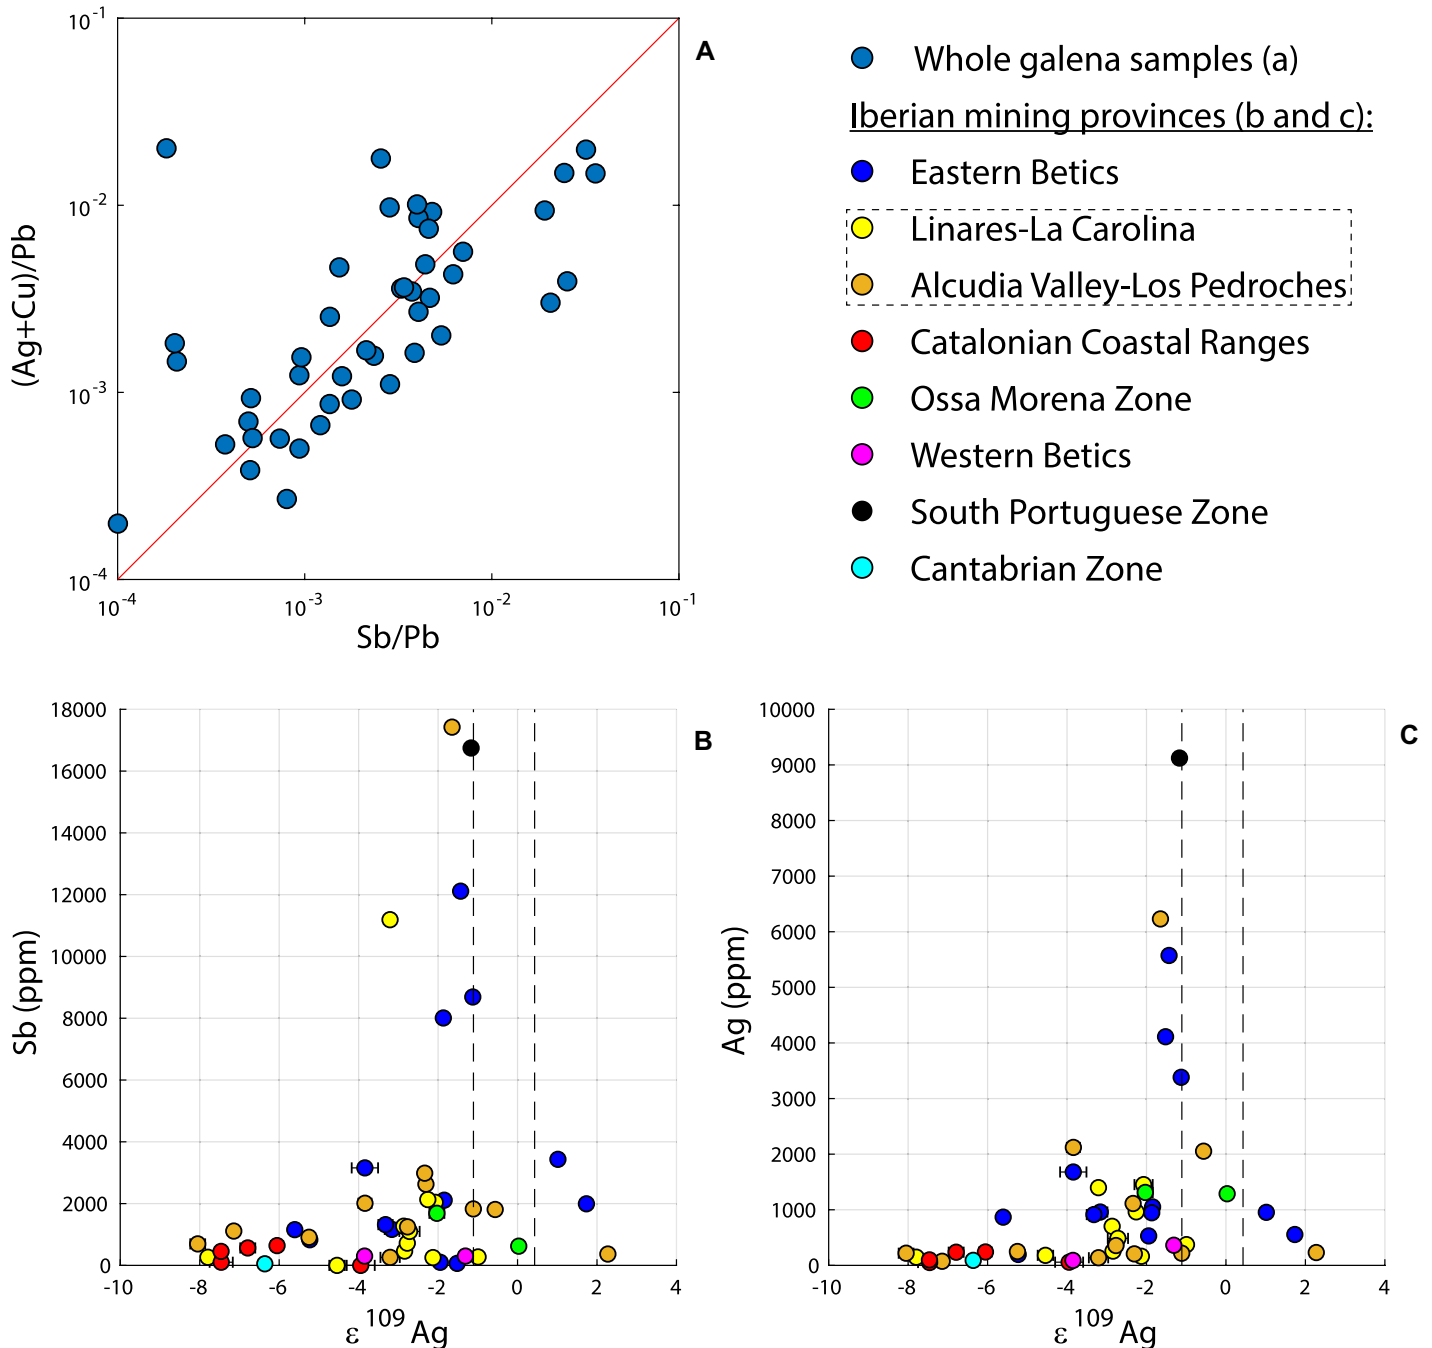 10-1
10-2
10-3
10-4
(Ag+Cu)/Pb
10-4 10-3 10-2 10-1
Sb/Pb
A
Whole galena samples (a)
Iberian mining provinces (b and c):
Eastern Betics
Linares-La Carolina
Alcudia Valley-Los Pedroches
Catalonian Coastal Ranges
Ossa Morena Zone
Western Betics
South Portuguese Zone
Cantabrian Zone
18000
16000
14000
12000
10000
8000
6000
4000
2000
0
Sb (ppm)
-10 -8 -6 -4 -2 0 2 4
ε 109 Ag
B
10000
9000
8000
7000
6000
5000
4000
3000
2000
1000
0
Ag (ppm)
-10 -8 -6 -4 -2 0 2 4
ε 109 Ag
C